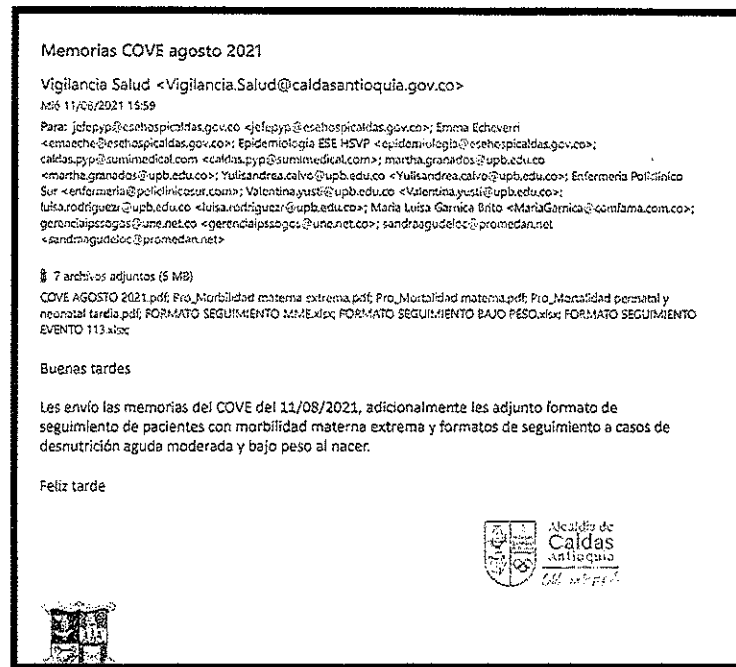 Memorias COVE agosto 2021
Vigilancia Salud <Vigilancia.Salud@caldasantioquia.gov.co>
Mié 11/08/2021 15:59
Para: jefepyp@esehospicaldas.gov.co <jefepyp@esehospicaldas.gov.co>; Emma Echeverri
<emaeche@esehospicaldas.gov.co>; Epidemiologia ESE HSVP <epidemiologia@esehospicaldas.gov.co>;
caldas.pyp@sumimedical.com <caldas.pyp@sumimedical.com>; martha.granados@upb.edu.co
<martha.granados@upb.edu.co>; Yulisandrea.calvo@upb.edu.co <Yulisandrea.calvo@upb.edu.co>; Enfermeria Policlinico
Sur <enfermeria@policlinicosur.com>; Valentina.yusti@upb.edu.co <Valentina.yusti@upb.edu.co>;
luisa.rodriguezr@upb.edu.co <luisa.rodriguezr@upb.edu.co>; Maria Luisa Garnica Brito <MariaGarnica@comfama.com.co>;
gerenciaipssogos@une.net.co <gerenciaipssogos@une.net.co>; sandraagudeloc@promedan.net
<sandraagudeloc@promedan.net>
7 archivos adjuntos (5 MB)
COVE AGOSTO 2021.pdf; Pro_Morbilidad materna extrema.pdf; Pro_Mortalidad materna.pdf; Pro_Mortalidad perinatal y
neonatal tardia.pdf; FORMATO SEGUIMIENTO MME.xlsx; FORMATO SEGUIMIENTO BAJO PESO.xlsx; FORMATO SEGUIMIENTO
EVENTO 113.xlsx;
Buenas tardes
Les envío las memorias del COVE del 11/08/2021, adicionalmente les adjunto formato de
seguimiento de pacientes con morbilidad materna extrema y formatos de seguimiento a casos de
desnutrición aguda moderada y bajo peso al nacer.
Feliz tarde
Alcaldía de
Caldas
Antioquia